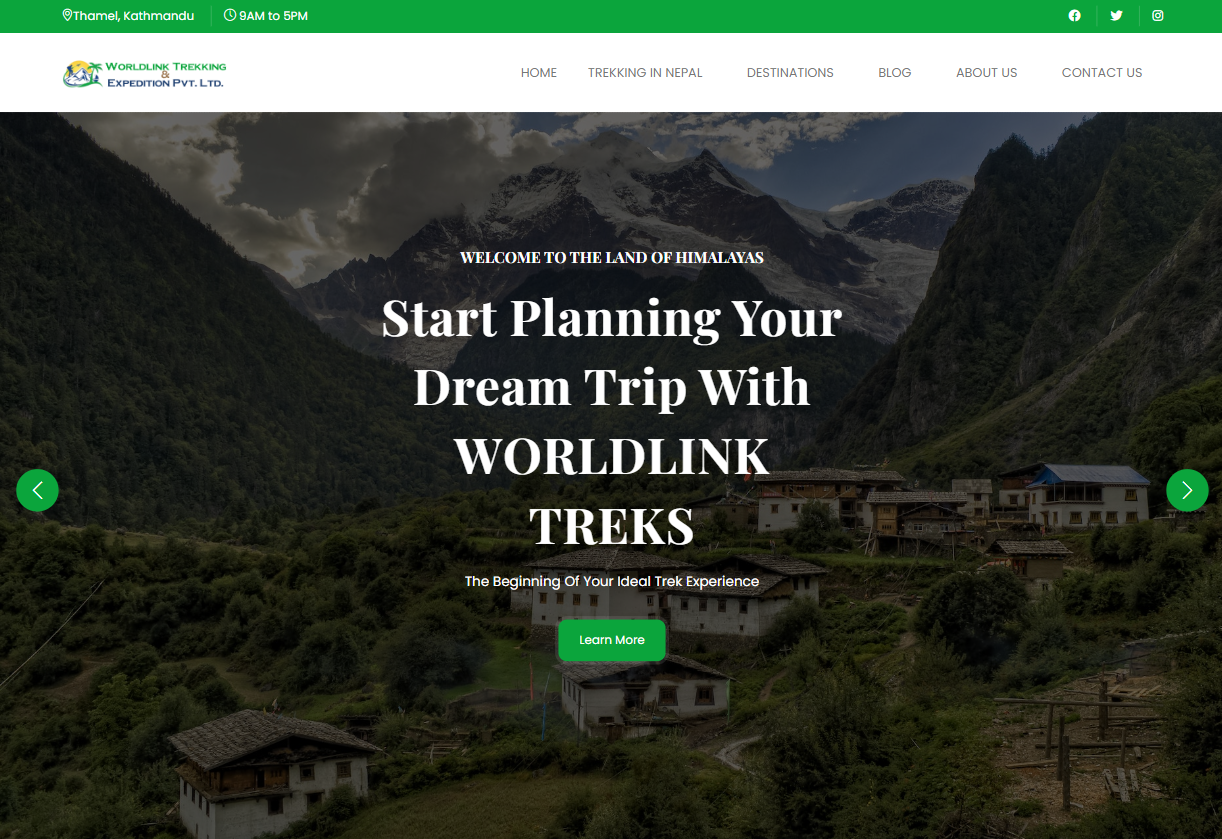 Thamel, Kathmandu
9AM to 5PM
WORLDLINK TREKKING
&
EXPEDITION PVT. LTD.
HOME
TREKKING IN NEPAL
DESTINATIONS
BLOG
ABOUT US
CONTACT US
WELCOME TO THE LAND OF HIMALAYAS
Start Planning Your
Dream Trip With
WORLDLINK
TREKS
The Beginning Of Your Ideal Trek Experience
Learn More